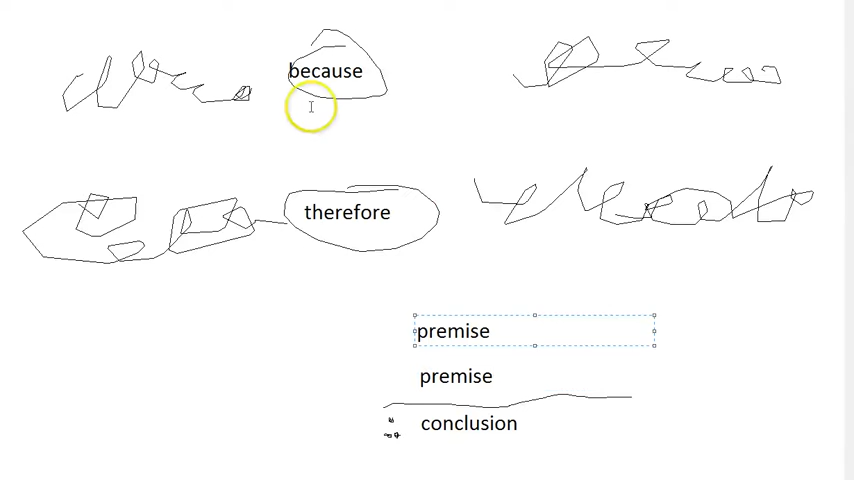 because
therefore
premise
premise
conclusion